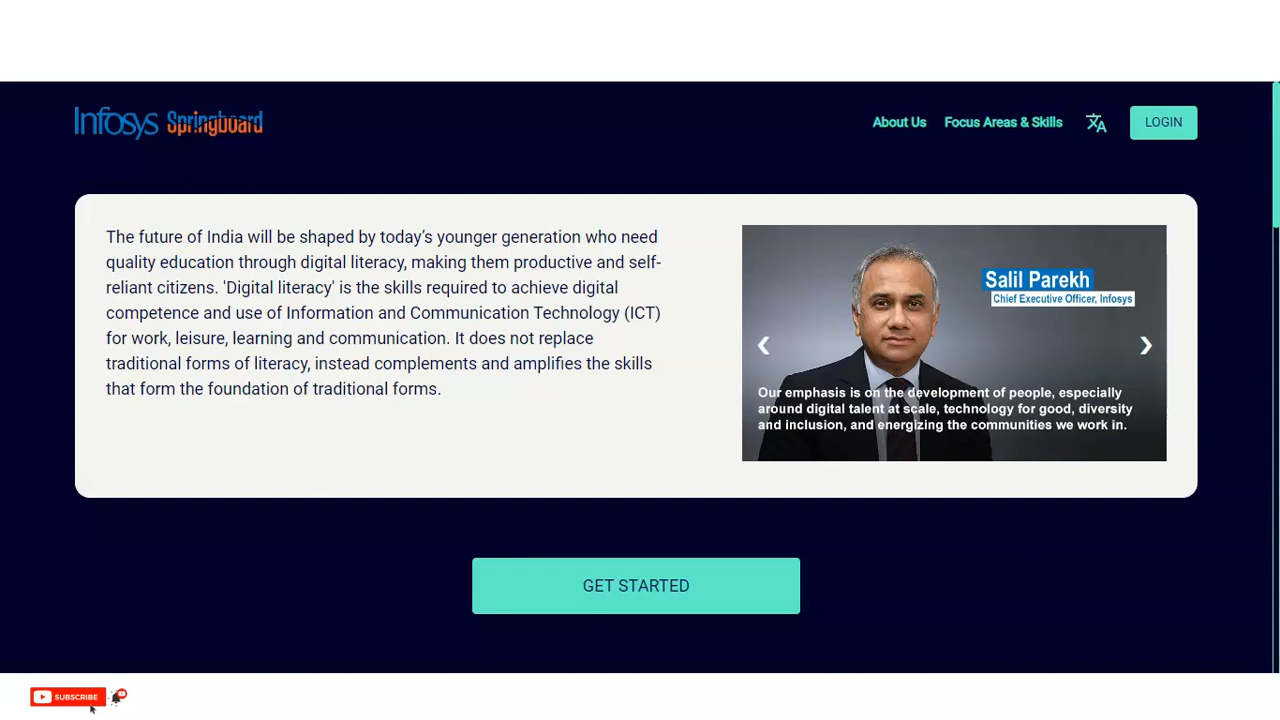 Infosys Springboard
About Us Focus Areas & Skills LOGIN
The future of India will be shaped by today’s younger generation who need
quality education through digital literacy, making them productive and self-
reliant citizens. 'Digital literacy' is the skills required to achieve digital
competence and use of Information and Communication Technology (ICT)
for work, leisure, learning and communication. It does not replace
traditional forms of literacy, instead complements and amplifies the skills
that form the foundation of traditional forms.
Salil Parekh
Chief Executive Officer, Infosys
Our emphasis is on the development of people, especially
around digital talent at scale, technology for good, diversity
and inclusion, and energizing the communities we work in.
GET STARTED
SUBSCRIBE